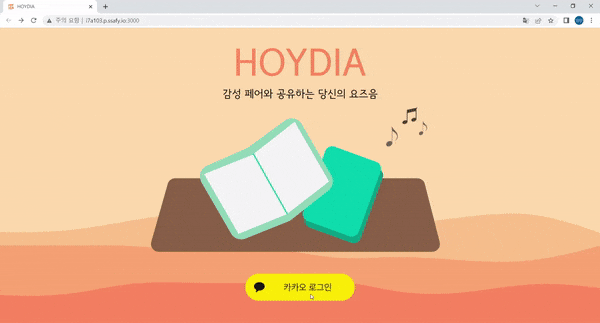 HOYDIA
주의 요함
i7a103.p.ssafy.io:3000
HOYDIA
감성 페어와 공유하는 당신의 요즈음
카카오 로그인